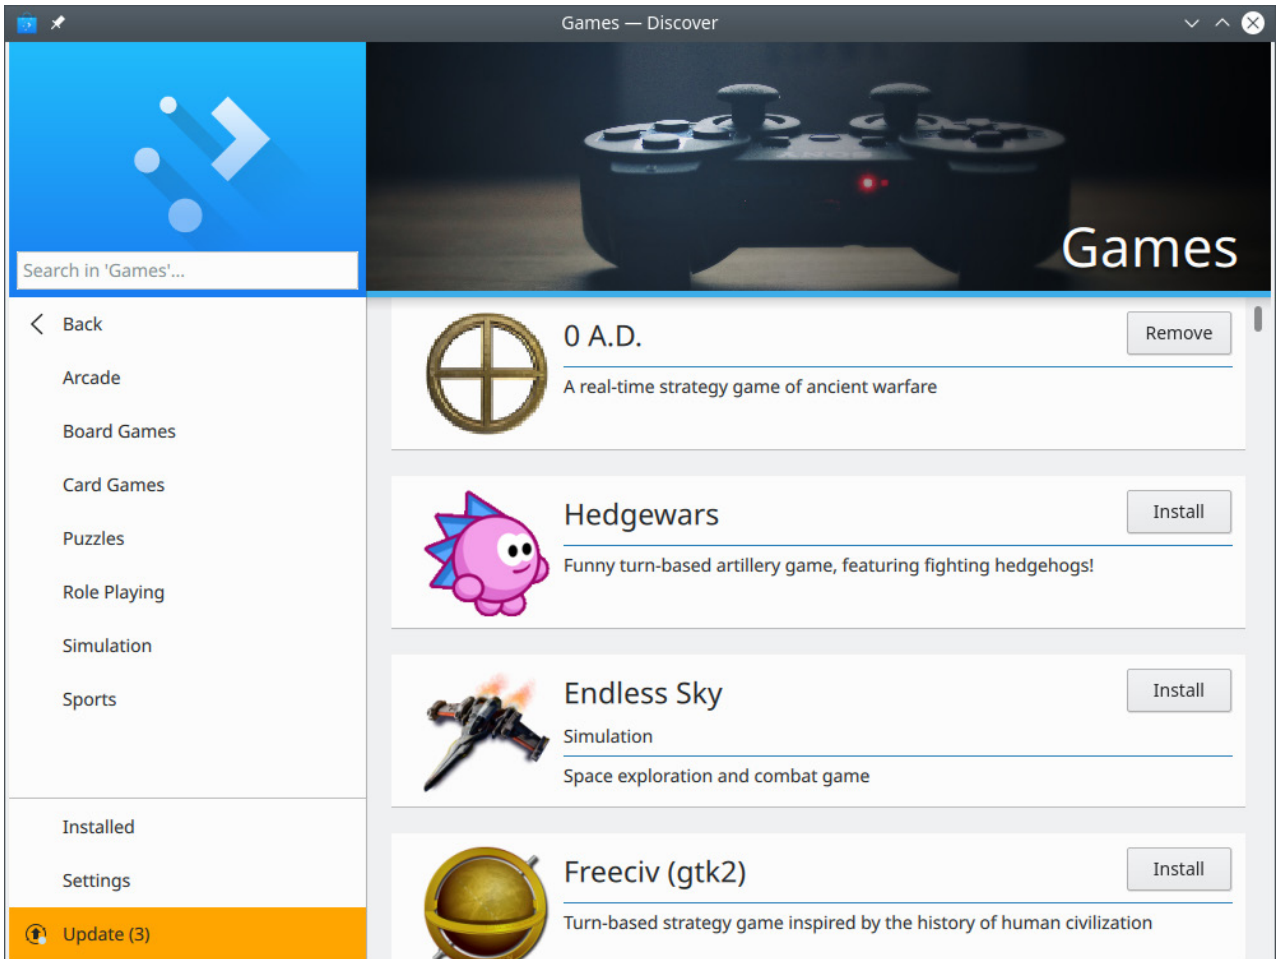 Games — Discover
Games
Search in 'Games'...
Back
Arcade
Board Games
Card Games
Puzzles
Role Playing
Simulation
Sports
Installed
Settings
Update (3)
0 A.D.
Remove
A real-time strategy game of ancient warfare
Hedgewars
Install
Funny turn-based artillery game, featuring fighting hedgehogs!
Endless Sky
Install
Simulation
Space exploration and combat game
Freeciv (gtk2)
Install
Turn-based strategy game inspired by the history of human civilization